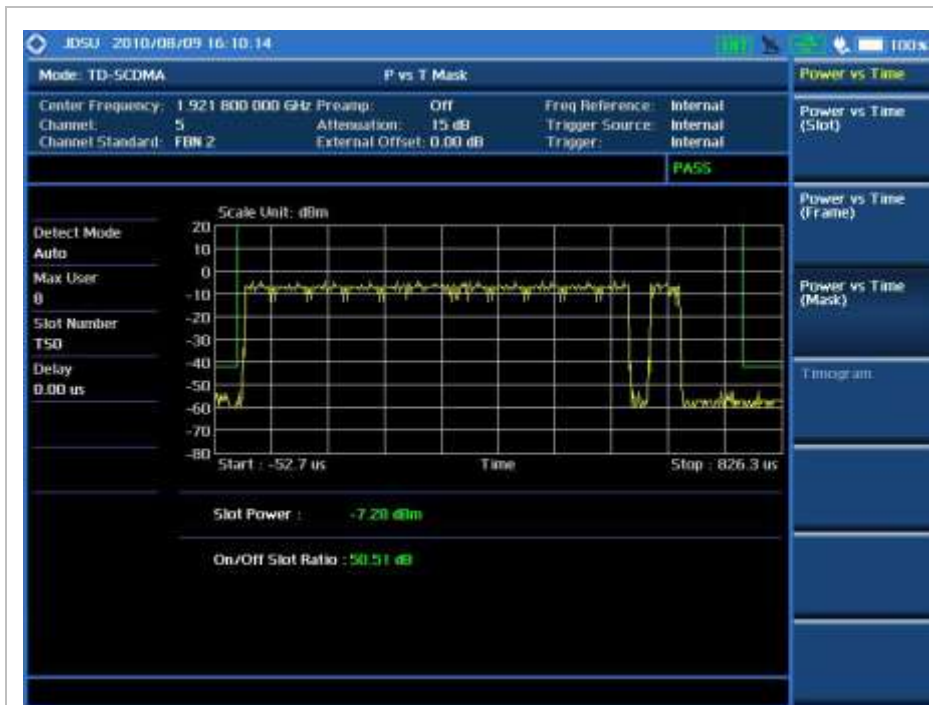 JDSU 2010/08/09 16:10:14
100%
Mode: TD-SCDMA P vs T Mask
Power vs Time
Center Frequency: 1.921 800 000 GHz Preamp: Off Freq Reference: Internal
Channel: 5 Attenuation: 15 dB Trigger Source: Internal
Channel Standard: FBN 2 External Offset: 0.00 dB Trigger: Internal
PASS
Power vs Time
(Slot)
Power vs Time
(Frame)
Power vs Time
(Mask)
Timogram
Detect Mode
Auto
Max User
8
Slot Number
TS0
Delay
0.00 us
Scale Unit: dBm
20
10
0
-10
-20
-30
-40
-50
-60
-70
-80
Start : -52.7 us Time Stop : 826.3 us
Slot Power : -7.28 dBm
On/Off Slot Ratio : 50.51 dB